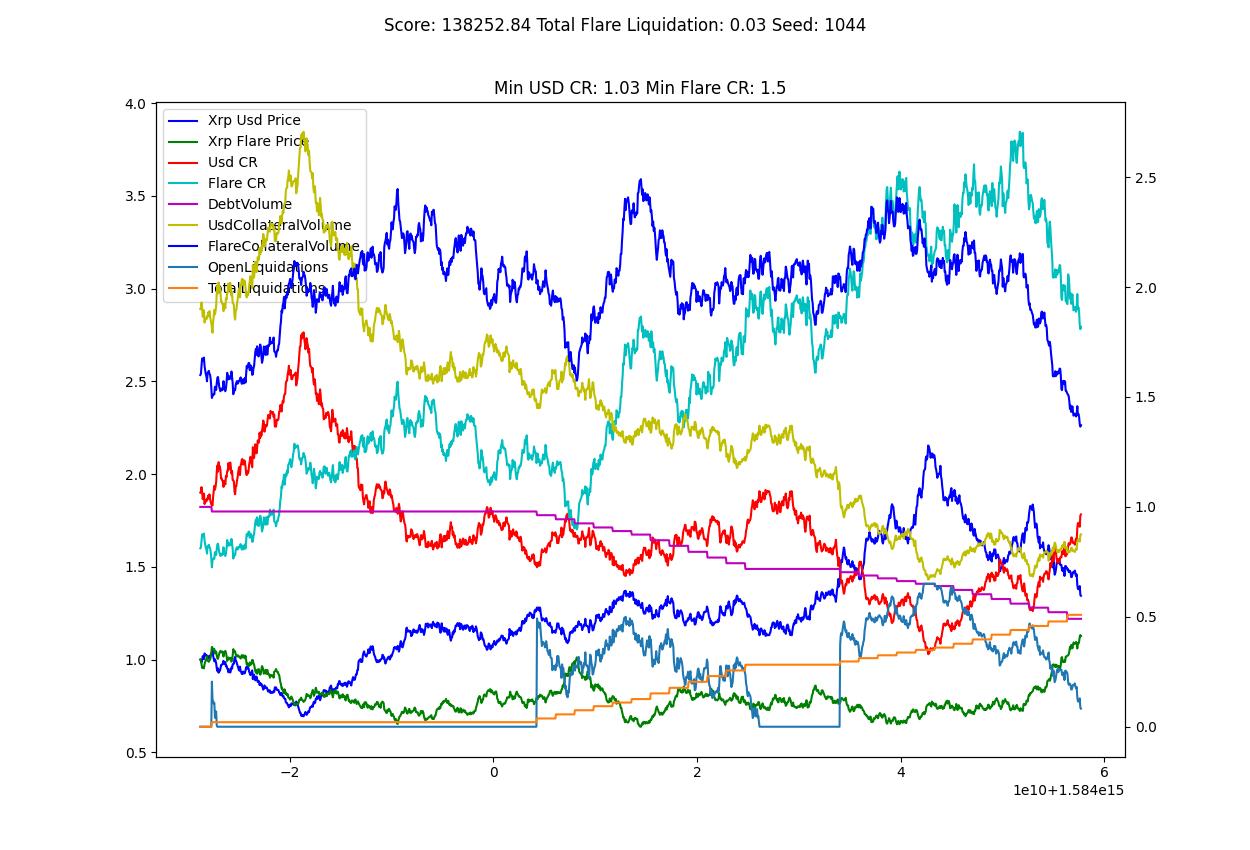 Score: 138252.84 Total Flare Liquidation: 0.03 Seed: 1044
Min USD CR: 1.03 Min Flare CR: 1.5
4.0
3.5
3.0
2.5
2.0
1.5
1.0
0.5
Xrp Usd Price
Xrp Flare Price
Usd CR
Flare CR
DebtVolume
UsdCollateralVolume
FlareCollateralVolume
OpenLiquidations
TotalLiquidations
2.5
2.0
1.5
1.0
0.5
0.0
−2 0 2 4 6
1e10+1.584e15